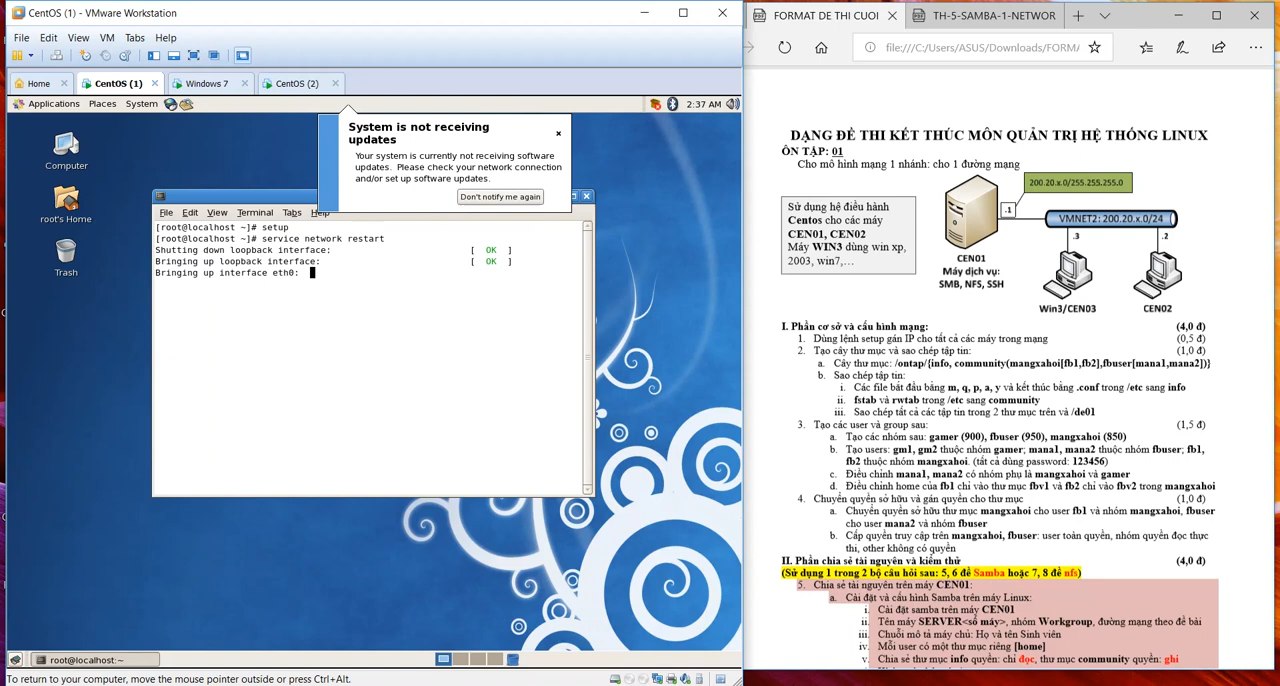 CentOS (1) - VMware Workstation
File Edit View VM Tabs Help
Home
CentOS (1)
Windows 7
CentOS (2)
Applications Places System
2:37 AM
System is not receiving
updates
Your system is currently not receiving software
updates. Please check your network connection
and/or set up software updates.
Don't notify me again
Computer
root's Home
Trash
File Edit View Terminal Tabs Help
[root@localhost ~]# setup
[root@localhost ~]# service network restart
Shutting down loopback interface: [ OK ]
Bringing up loopback interface: [ OK ]
Bringing up interface eth0:
root@localhost:~
To return to your computer, move the mouse pointer outside or press Ctrl+Alt.
FORMAT DE THI CUOI
TH-5-SAMBA-1-NETWOR
file:///C:/Users/ASUS/Downloads/FORMA
DẠNG ĐỀ THI KẾT THÚC MÔN QUẢN TRỊ HỆ THỐNG LINUX
ÔN TẬP: 01
Cho mô hình mạng 1 nhánh: cho 1 đường mạng
200.20.x.0/255.255.255.0
Sử dụng hệ điều hành
Centos cho các máy
CEN01, CEN02
Máy WIN3 dùng win xp,
2003, win7,...
.1
VMNET2: 200.20.x.0/24
.3
.2
CEN01
Máy dịch vụ:
SMB, NFS, SSH
Win3/CEN03
CEN02
I. Phần cơ sở và cấu hình mạng: (4,0 đ)
1. Dùng lệnh setup gán IP cho tất cả các máy trong mạng (0,5 đ)
2. Tạo cây thư mục và sao chép tập tin: (1,0 đ)
a. Cây thư mục: /ontap/{info, community(mangxahoi[fb1,fb2],fbuser[mana1,mana2])}
b. Sao chép tập tin:
i. Các file bắt đầu bằng m, q, p, a, y và kết thúc bằng .conf trong /etc sang info
ii. fstab và rwtab trong /etc sang community
iii. Sao chép tất cả các tập tin trong 2 thư mục trên và /de01
3. Tạo các user và group sau: (1,5 đ)
a. Tạo các nhóm sau: gamer (900), fbuser (950), mangxahoi (850)
b. Tạo users: gm1, gm2 thuộc nhóm gamer; mana1, mana2 thuộc nhóm fbuser; fb1,
fb2 thuộc nhóm mangxahoi. (tất cả dùng password: 123456)
c. Điều chỉnh mana1, mana2 có nhóm phụ là mangxahoi và gamer
d. Điều chỉnh home của fb1 chỉ vào thư mục fbv1 và fb2 chỉ vào fbv2 trong mangxahoi
4. Chuyển quyền sở hữu và gán quyền cho thư mục (1,0 đ)
a. Chuyển quyền sở hữu thư mục mangxahoi cho user fb1 và nhóm mangxahoi, fbuser
cho user mana2 và nhóm fbuser
b. Cấp quyền truy cập trên mangxahoi, fbuser: user toàn quyền, nhóm quyền đọc thực
thi, other không có quyền
II. Phần chia sẻ tài nguyên và kiểm thử (4,0 đ)
(Sử dụng 1 trong 2 bộ câu hỏi sau: 5, 6 đề Samba hoặc 7, 8 đề nfs)
5. Chia sẻ tài nguyên trên máy CEN01:
a. Cài đặt và cấu hình Samba trên máy Linux:
i. Cài đặt samba trên máy CEN01
ii. Tên máy SERVER<số máy>, nhóm Workgroup, đường mạng theo đề bài
iii. Chuỗi mô tả máy chủ: Họ và tên Sinh viên
iv. Mỗi user có một thư mục riêng [home]
v. Chia sẻ thư mục info quyền: chỉ đọc, thư mục community quyền: ghi